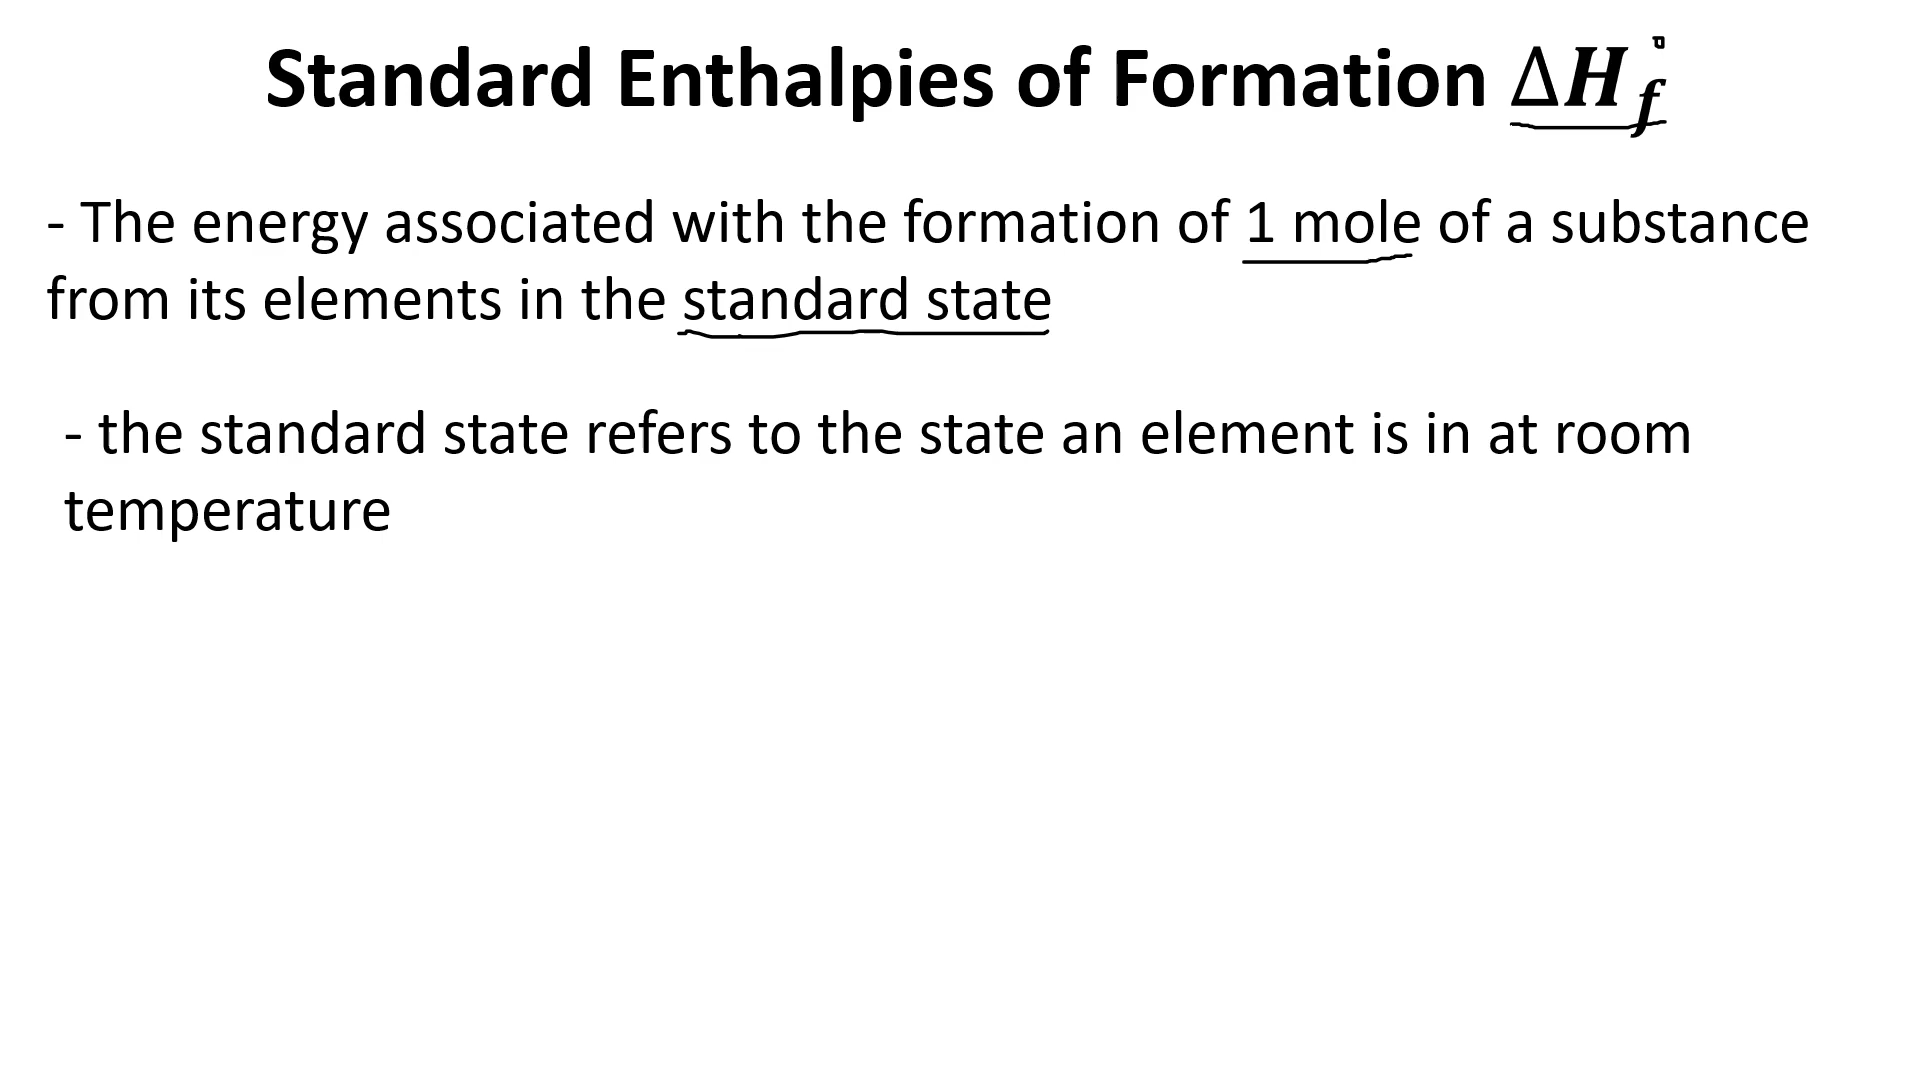 Standard Enthalpies of Formation ΔH_f°
- The energy associated with the formation of 1 mole of a substance
from its elements in the standard state
- the standard state refers to the state an element is in at room
temperature